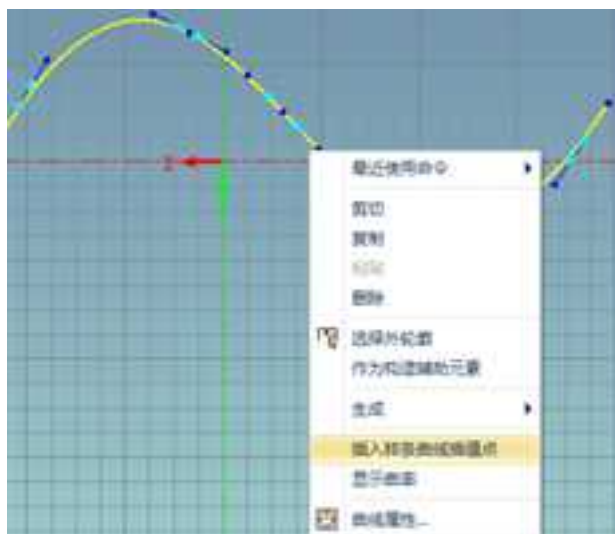 最近使用命令
剪切
复制
粘贴
删除
选择外轮廓
作为构造辅助元素
生成
插入样条曲线插值点
显示曲率
曲线属性...